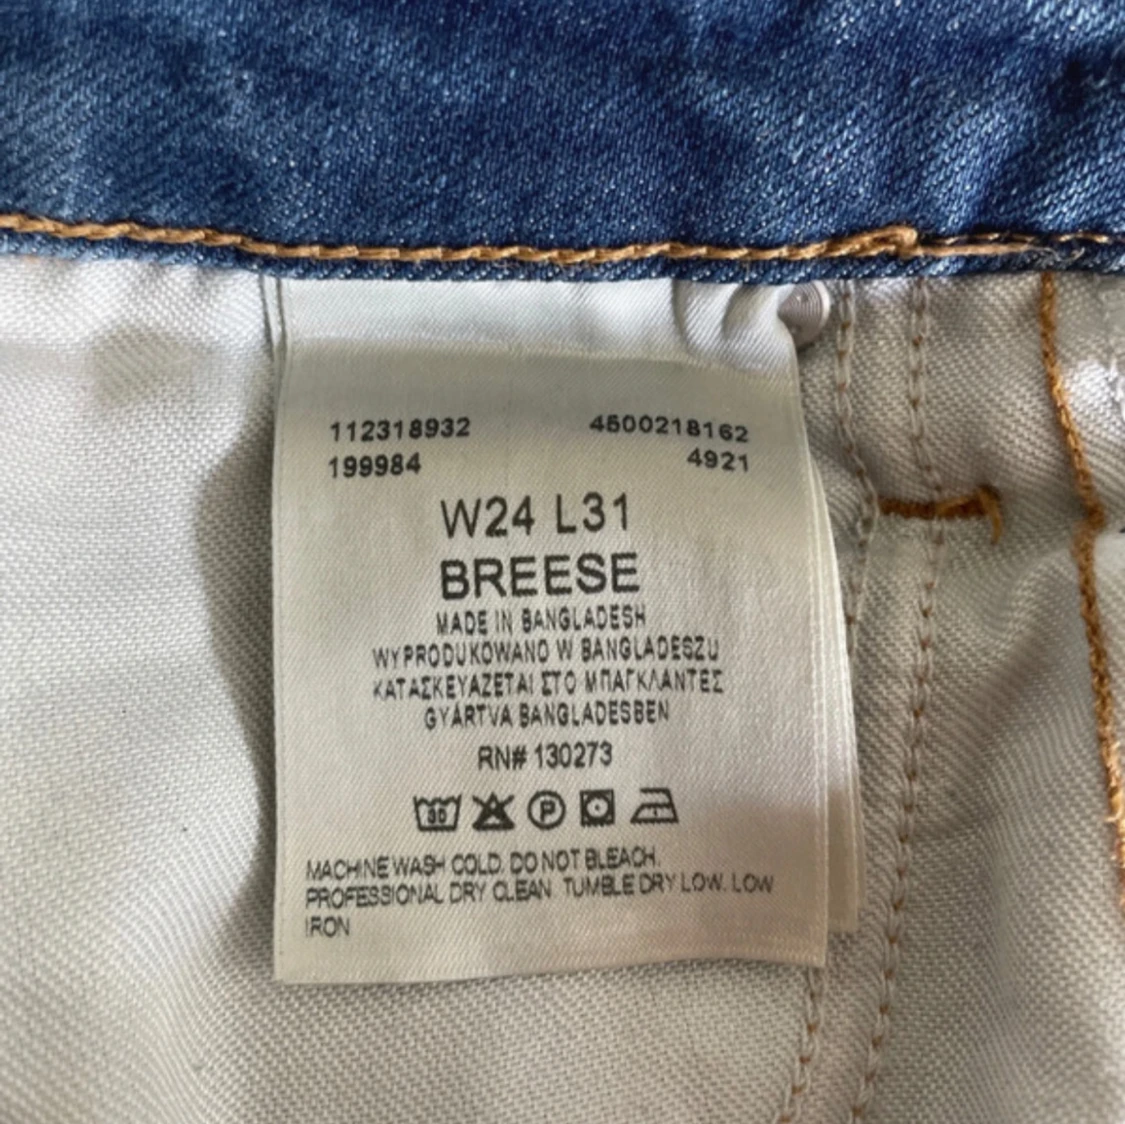 112318932 4500218162
199984 4921
W24 L31
BREESE
MADE IN BANGLADESH
WYPRODUKOWANO W BANGLADESZU
ΚΑΤΑΣΚΕΥΑΖΕΤΑΙ ΣΤΟ ΜΠΑΓΚΛΑΝΤΕΣ
GYÁRTVA BANGLADESBEN
RN# 130273
30 P
MACHINE WASH COLD. DO NOT BLEACH.
PROFESSIONAL DRY CLEAN. TUMBLE DRY LOW. LOW
IRON